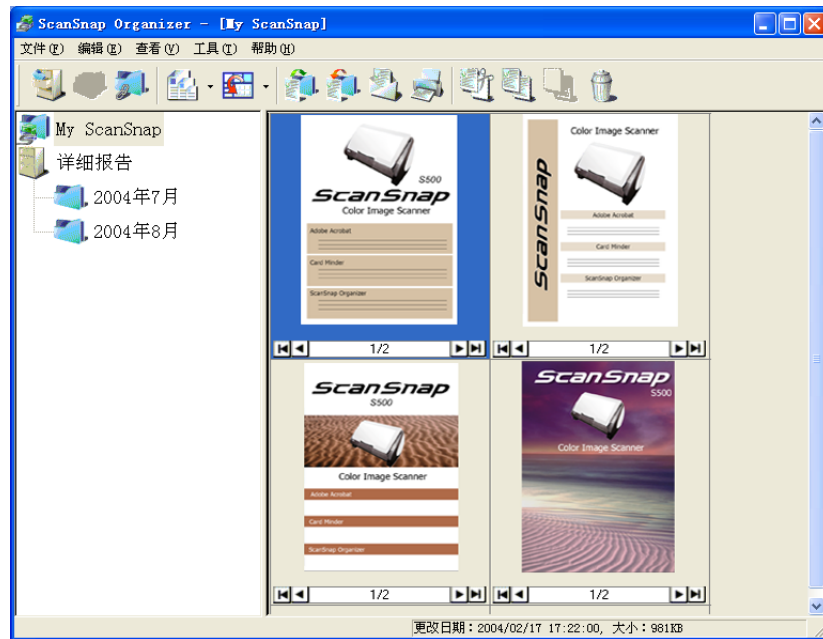 ScanSnap Organizer - [My ScanSnap]
文件(F) 编辑(E) 查看(V) 工具(T) 帮助(H)
My ScanSnap
详细报告
2004年7月
2004年8月
S500
ScanSnap
Color Image Scanner
Adobe Acrobat
Card Minder
ScanSnap Organizer
1/2
Color Image Scanner
ScanSnap
Adobe Acrobat
Card Minder
ScanSnap Organizer
1/2
ScanSnap
S500
Color Image Scanner
Adobe Acrobat
Card Minder
ScanSnap Organizer
1/2
ScanSnap
S500
Color Image Scanner
1/2
更改日期：2004/02/17 17:22:00, 大小：981KB